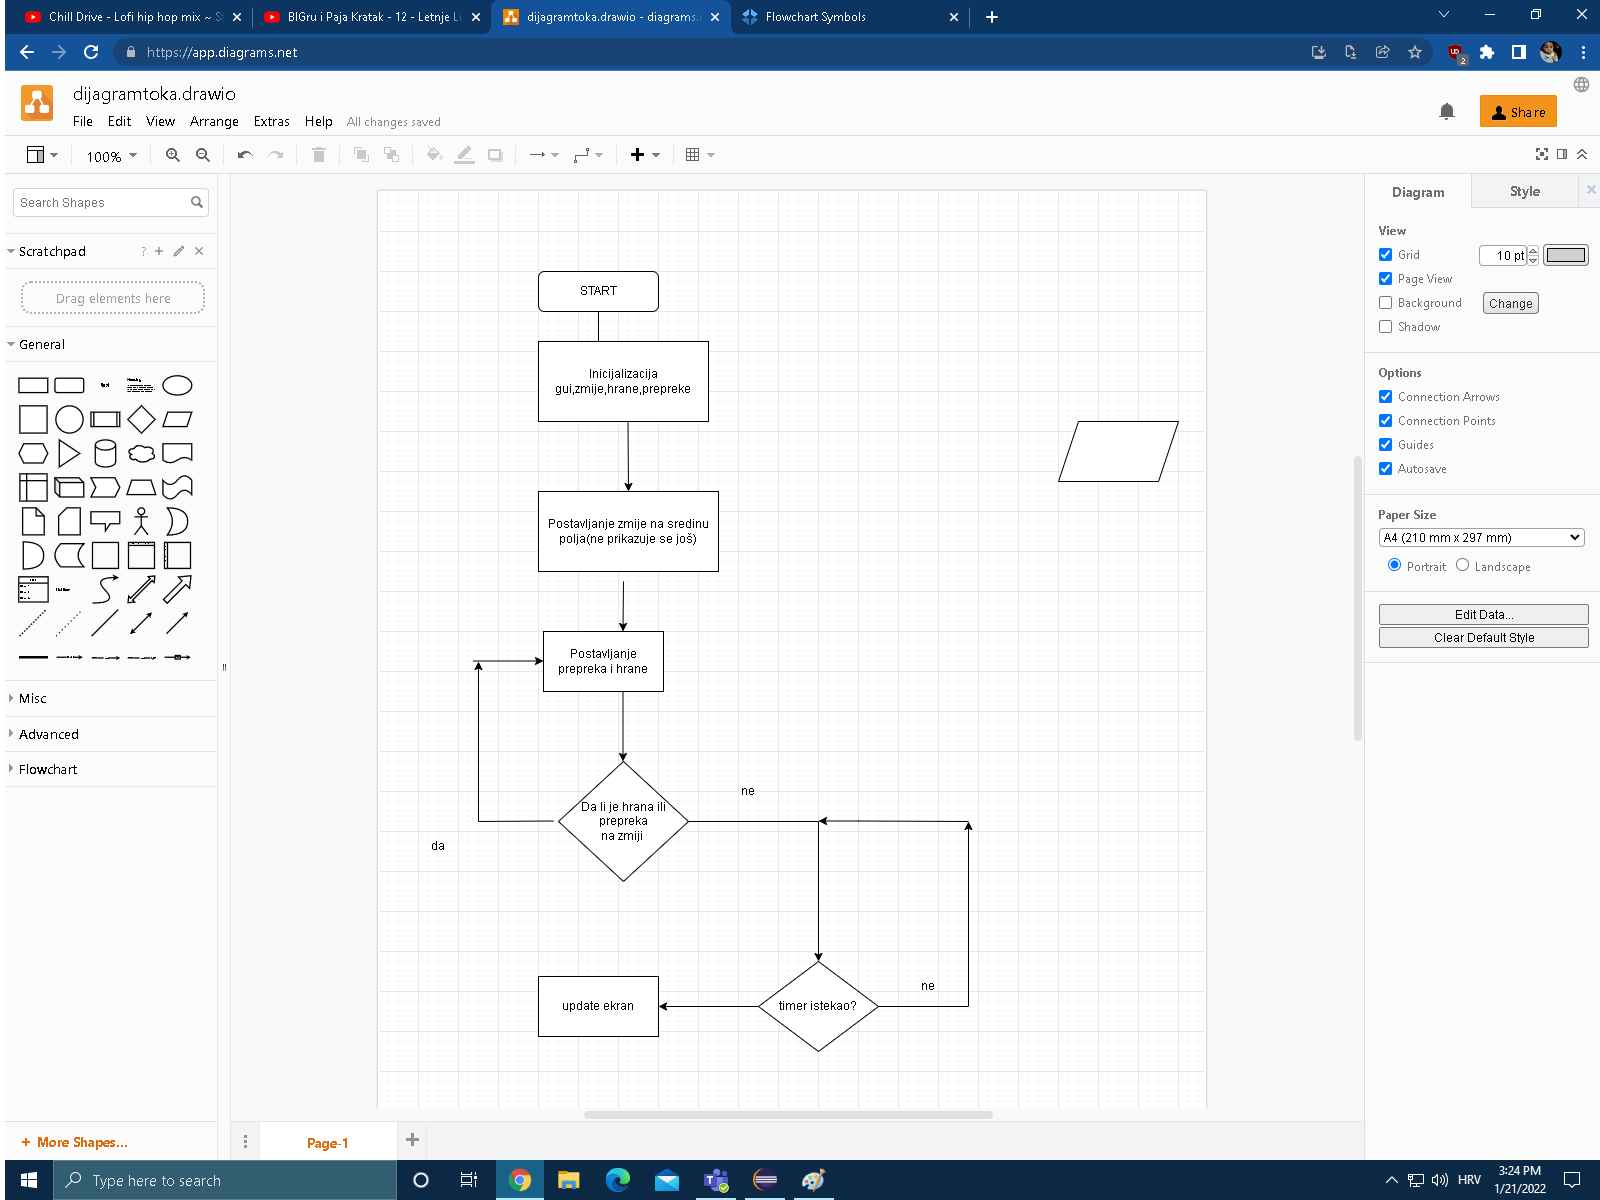 Chill Drive - Lofi hip hop mix ~ S
BlGru i Paja Kratak - 12 - Letnje L
dijagramtoka.drawio - diagrams.
Flowchart Symbols
https://app.diagrams.net
2
dijagramtoka.drawio
File Edit View Arrange Extras Help All changes saved
Share
100%
Search Shapes
Scratchpad
?
Drag elements here
General
Misc
Advanced
Flowchart
+ More Shapes...
START
Inicijalizacija
gui,zmije,hrane,prepreke
Postavljanje zmije na sredinu
polja(ne prikazuje se još)
Postavljanje
prepreka i hrane
Da li je hrana ili
prepreka
na zmiji
ne
da
timer istekao?
ne
update ekran
Diagram
Style
View
Grid
10 pt
Page View
Background
Change
Shadow
Options
Connection Arrows
Connection Points
Guides
Autosave
Paper Size
A4 (210 mm x 297 mm)
Portrait
Landscape
Edit Data...
Clear Default Style
Page-1
Type here to search
HRV
3:24 PM
1/21/2022